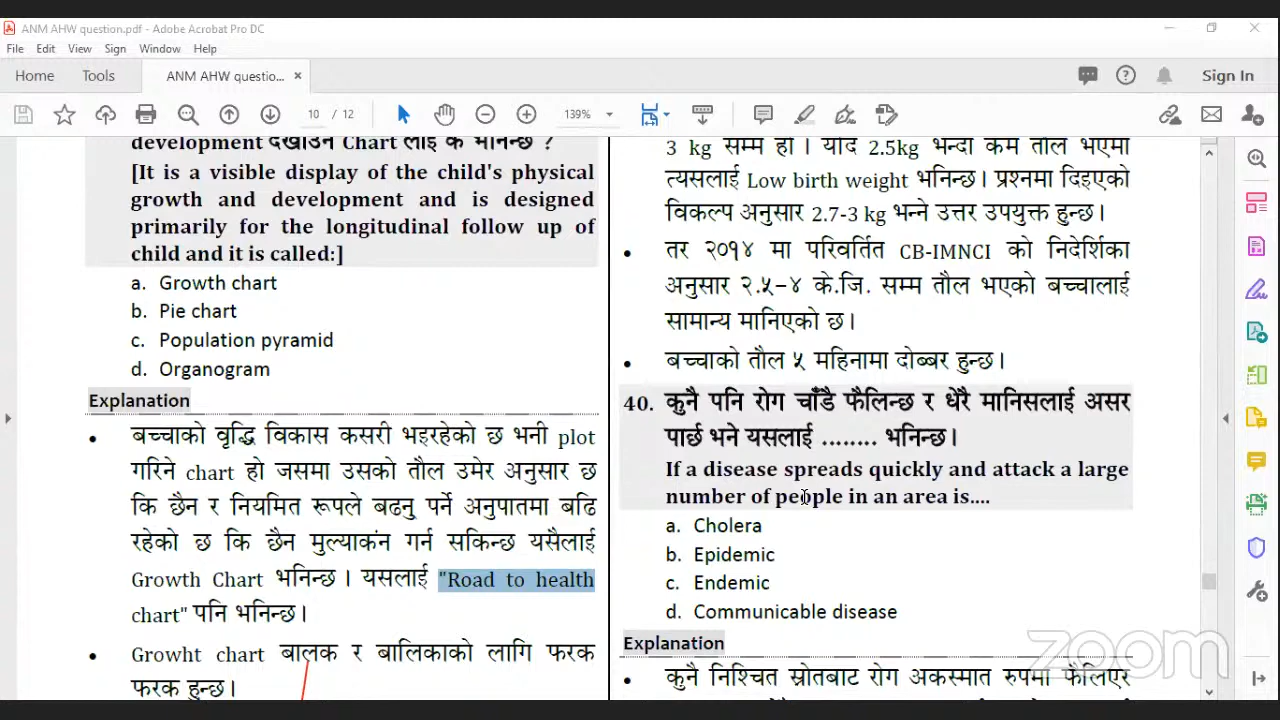 ANM AHW question.pdf - Adobe Acrobat Pro DC
File Edit View Sign Window Help
Home Tools ANM AHW questio... × Sign In
10 / 12 139%
development देखाउने Chart लाई के भनिन्छ ?
[It is a visible display of the child's physical
growth and development and is designed
primarily for the longitudinal follow up of
child and it is called:]
a. Growth chart
b. Pie chart
c. Population pyramid
d. Organogram
Explanation
• बच्चाको वृद्धि विकास कसरी भइरहेको छ भनी plot
गरिने chart हो जसमा उसको तौल उमेर अनुसार छ
कि छैन र नियमित रूपले बढनु पर्ने अनुपातमा बढि
रहेको छ कि छैन मुल्याकंन गर्न सकिन्छ यसैलाई
Growth Chart भनिन्छ। यसलाई "Road to health
chart" पनि भनिन्छ।
• Growht chart बालक र बालिकाको लागि फरक
फरक हुन्छ।
3 kg सम्म हो। यदि 2.5kg भन्दा कम तौल भएमा
त्यसलाई Low birth weight भनिन्छ। प्रश्नमा दिइएको
विकल्प अनुसार 2.7-3 kg भन्ने उत्तर उपयुक्त हुन्छ।
• तर २०१४ मा परिवर्तित CB-IMNCI को निदेर्शिका
अनुसार २.५-४ के.जि. सम्म तौल भएको बच्चालाई
सामान्य मानिएको छ।
• बच्चाको तौल ५ महिनामा दोब्बर हुन्छ।
40. कुनै पनि रोग चाँडै फैलिन्छ र धेरै मानिसलाई असर
पार्छ भने यसलाई ........ भनिन्छ।
If a disease spreads quickly and attack a large
number of people in an area is....
a. Cholera
b. Epidemic
c. Endemic
d. Communicable disease
Explanation
• कुनै निश्चित स्रोतबाट रोग अकस्मात रुपमा फैलिएर
zoom